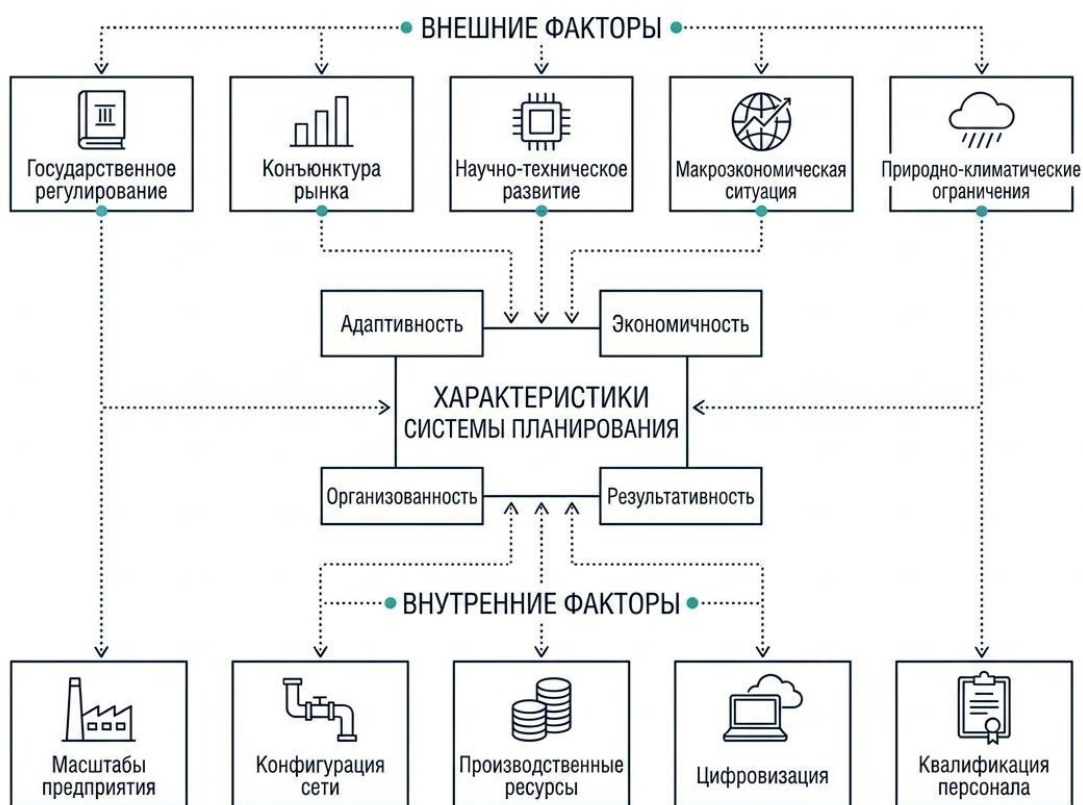 ВНЕШНИЕ ФАКТОРЫ
Государственное
регулирование
Конъюнктура
рынка
Научно-техническое
развитие
Макроэкономическая
ситуация
Природно-климатические
ограничения
Адаптивность
Экономичность
ХАРАКТЕРИСТИКИ
СИСТЕМЫ ПЛАНИРОВАНИЯ
Организованность
Результативность
ВНУТРЕННИЕ ФАКТОРЫ
Масштабы
предприятия
Конфигурация
сети
Производственные
ресурсы
Цифровизация
Квалификация
персонала